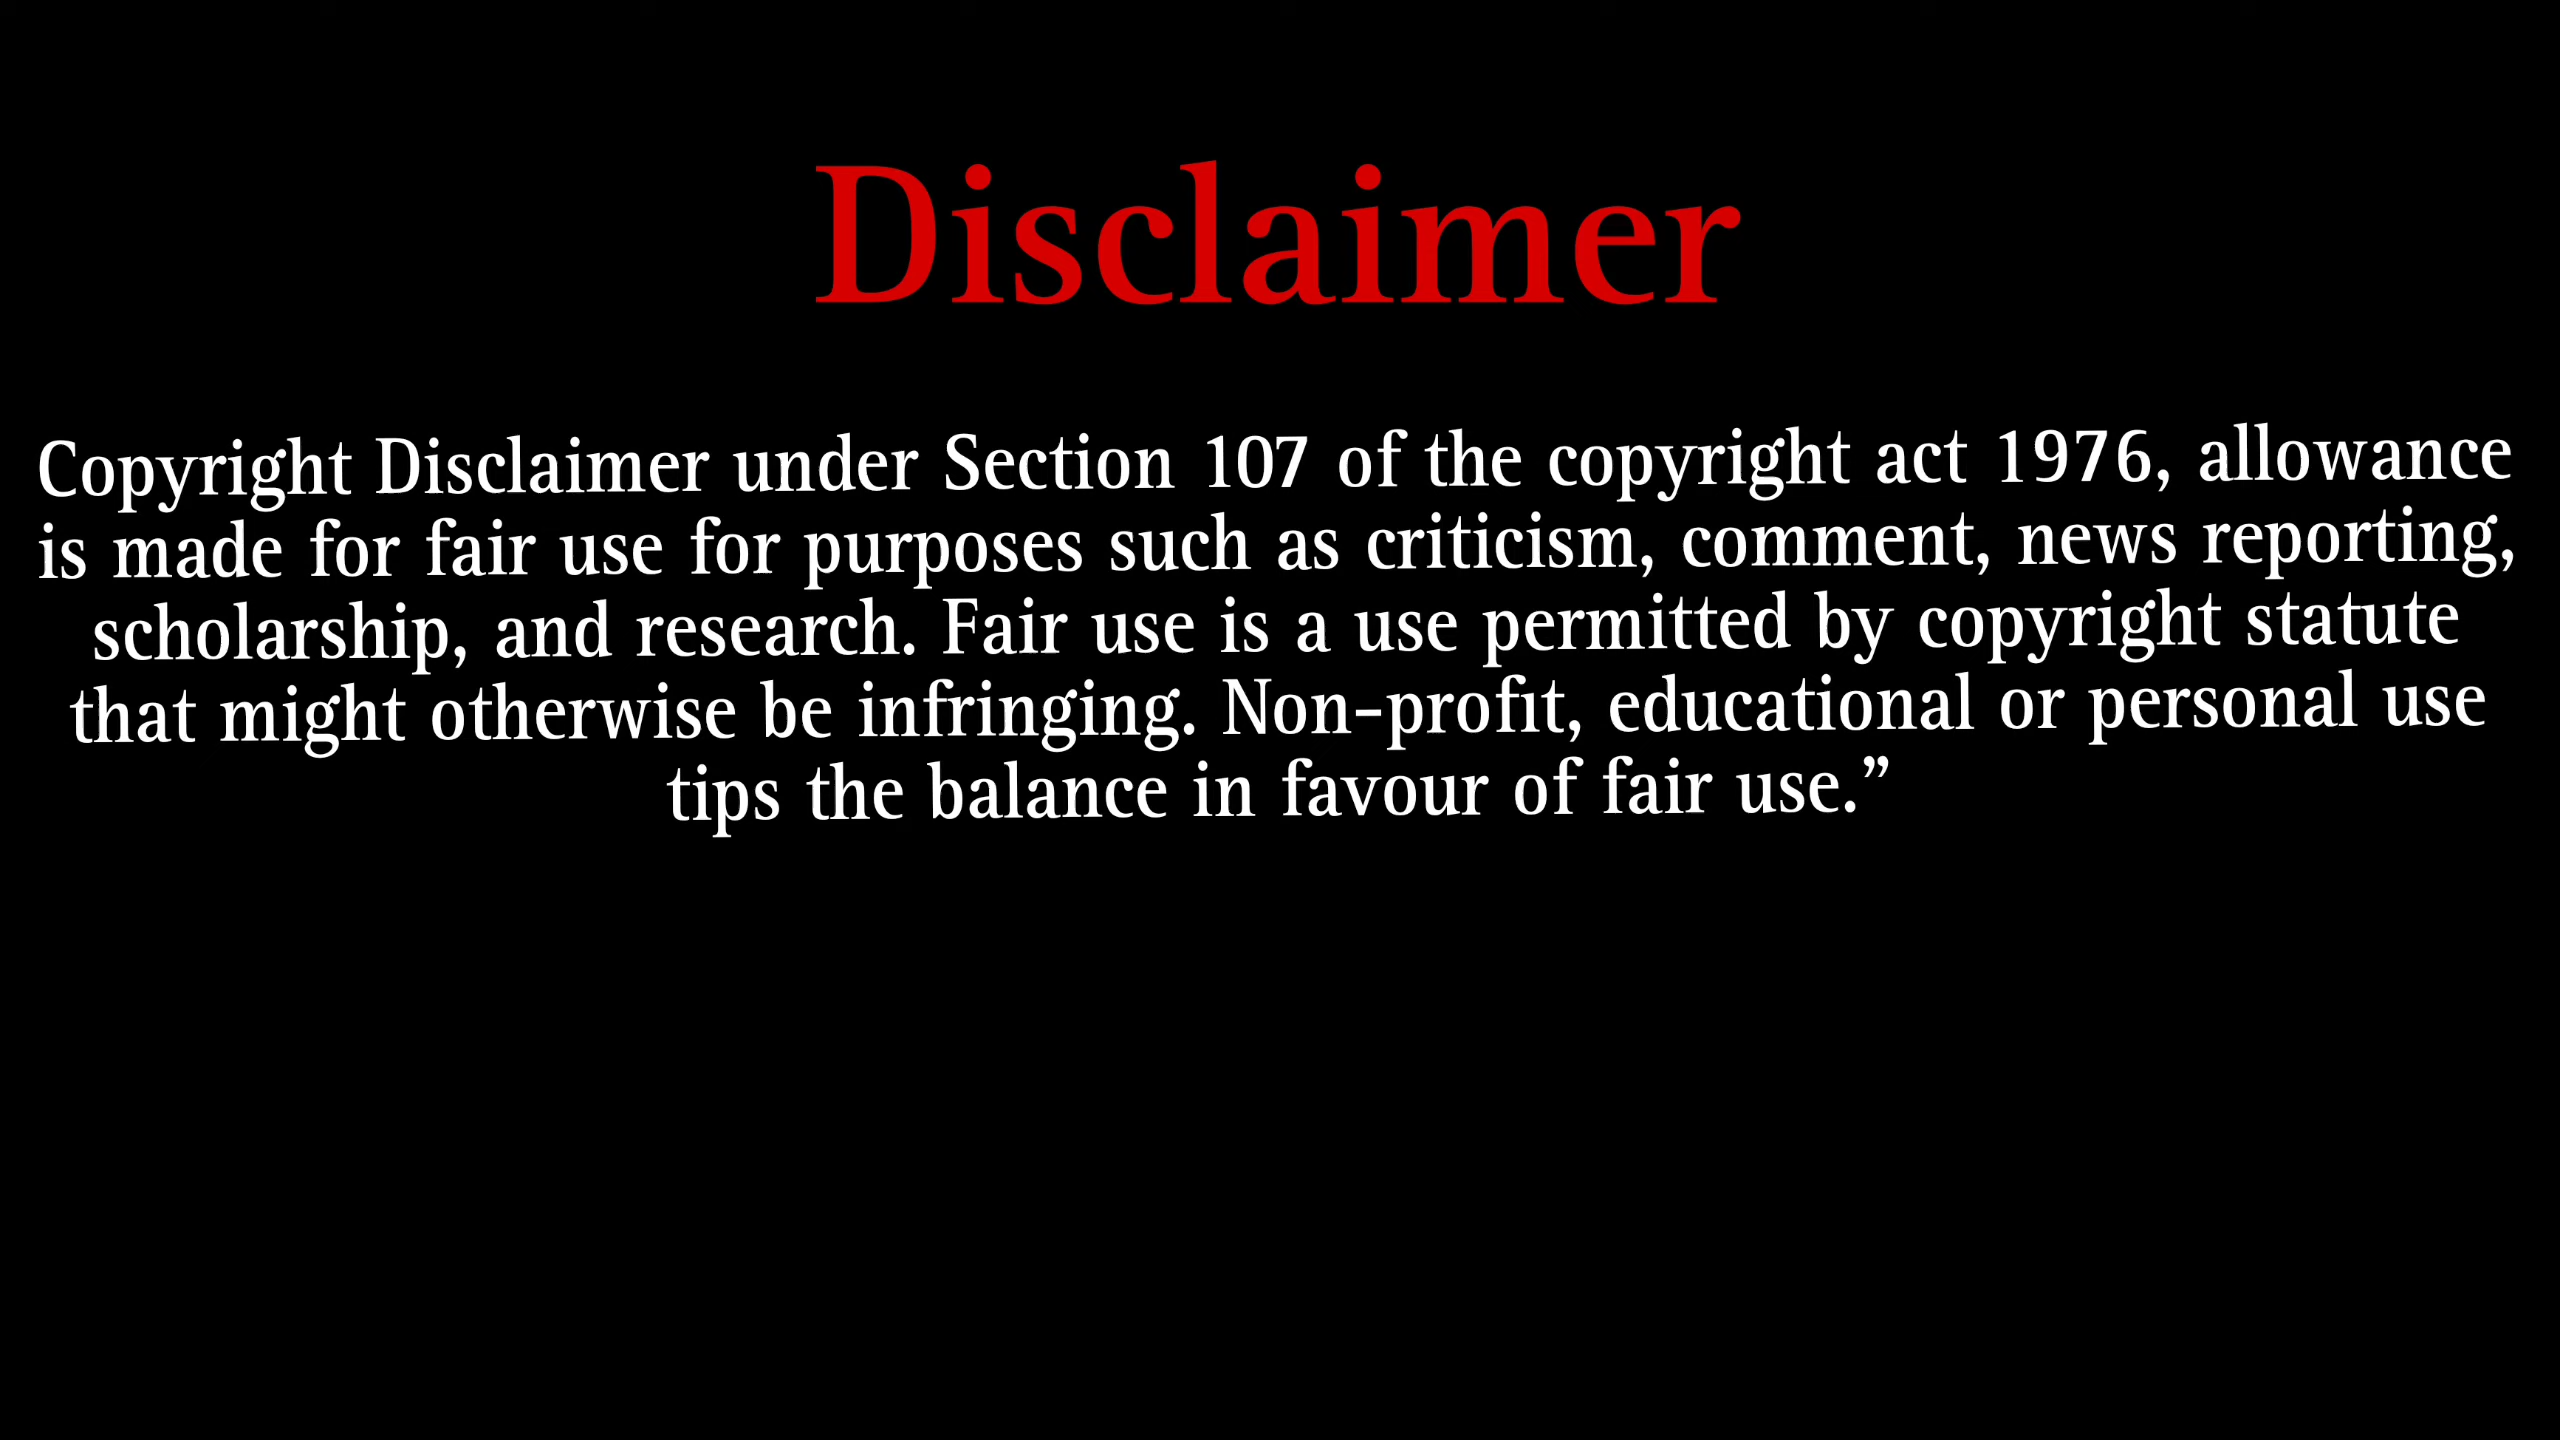 Disclaimer
Copyright Disclaimer under Section 107 of the copyright act 1976, allowance
is made for fair use for purposes such as criticism, comment, news reporting,
scholarship, and research. Fair use is a use permitted by copyright statute
that might otherwise be infringing. Non-profit, educational or personal use
tips the balance in favour of fair use.”